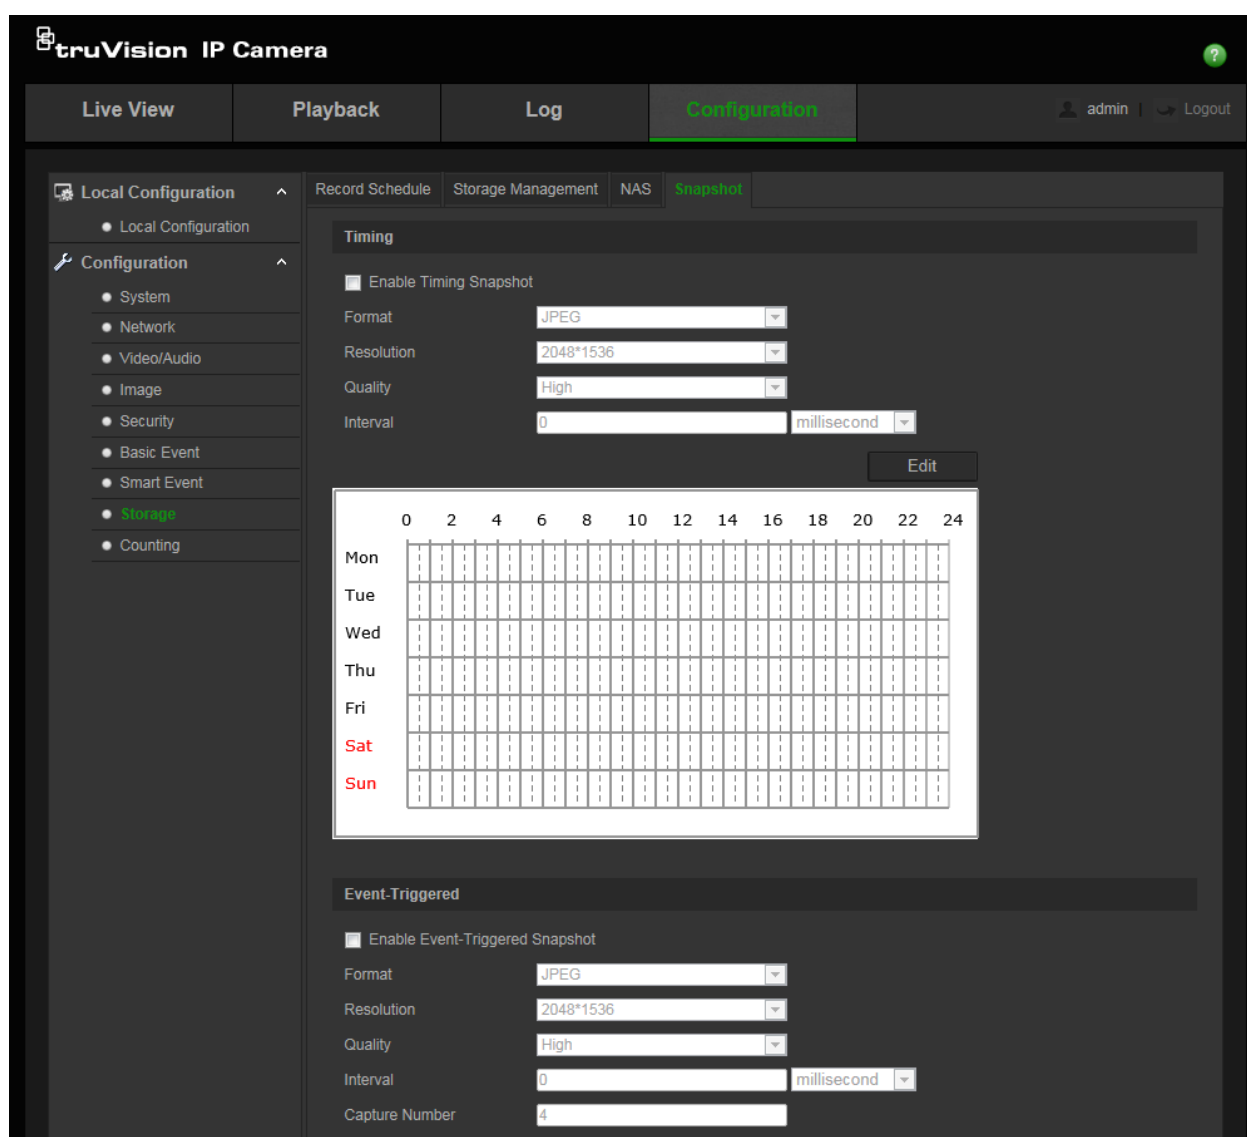 truVision IP Camera
?
Live View Playback Log Configuration admin | Logout
Local Configuration
Local Configuration
Configuration
System
Network
Video/Audio
Image
Security
Basic Event
Smart Event
Storage
Counting
Record Schedule Storage Management NAS Snapshot
Timing
Enable Timing Snapshot
Format JPEG
Resolution 2048*1536
Quality High
Interval 0 millisecond
Edit
0 2 4 6 8 10 12 14 16 18 20 22 24
Mon
Tue
Wed
Thu
Fri
Sat
Sun
Event-Triggered
Enable Event-Triggered Snapshot
Format JPEG
Resolution 2048*1536
Quality High
Interval 0 millisecond
Capture Number 4